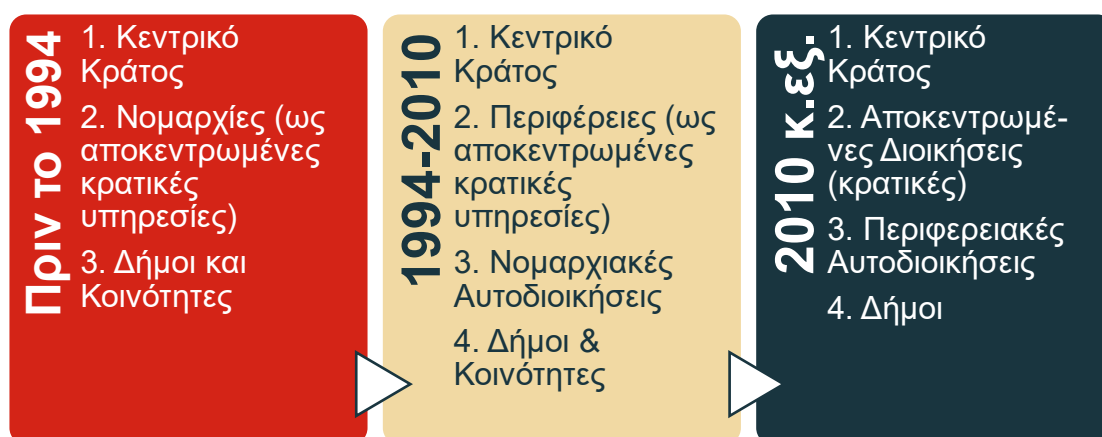 Πριν το 1994
1. Κεντρικό
Κράτος
2. Νομαρχίες (ως
αποκεντρωμένες
κρατικές
υπηρεσίες)
3. Δήμοι και
Κοινότητες
1994-2010
1. Κεντρικό
Κράτος
2. Περιφέρειες (ως
αποκεντρωμένες
κρατικές
υπηρεσίες)
3. Νομαρχιακές
Αυτοδιοικήσεις
4. Δήμοι &
Κοινότητες
2010 κ.εξ.
1. Κεντρικό
Κράτος
2. Αποκεντρωμέ-
νες Διοικήσεις
(κρατικές)
3. Περιφερειακές
Αυτοδιοικήσεις
4. Δήμοι